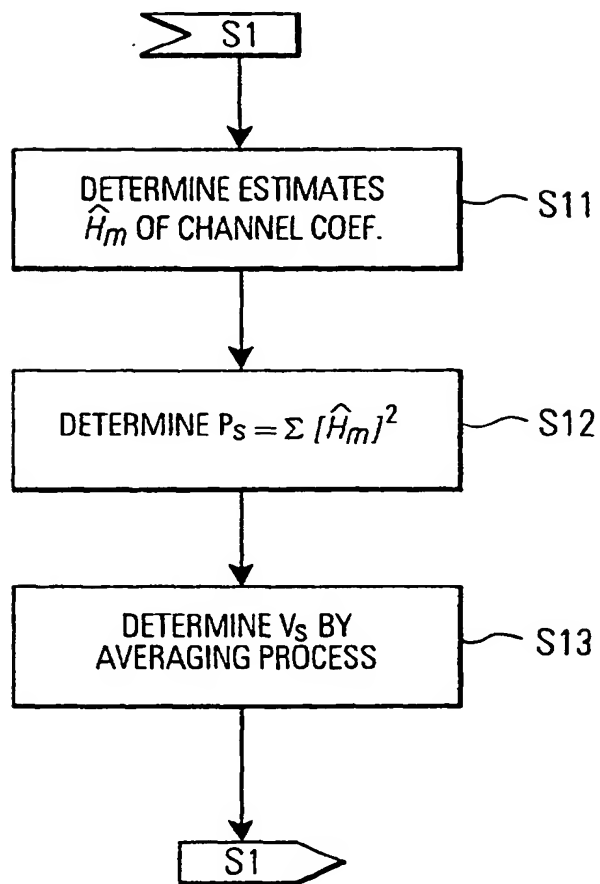 S1
DETERMINE ESTIMATES
Ĥm OF CHANNEL COEF.
S11
DETERMINE Ps = Σ [Ĥm]²
S12
DETERMINE Vs BY
AVERAGING PROCESS
S13
S1